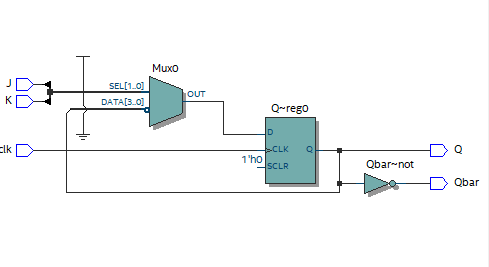 Mux0
J
SEL[1..0]
K
DATA[3..0]
OUT
Q~reg0
D
clk
CLK
Q
Q
1'h0
SCLR
Qbar~not
Qbar